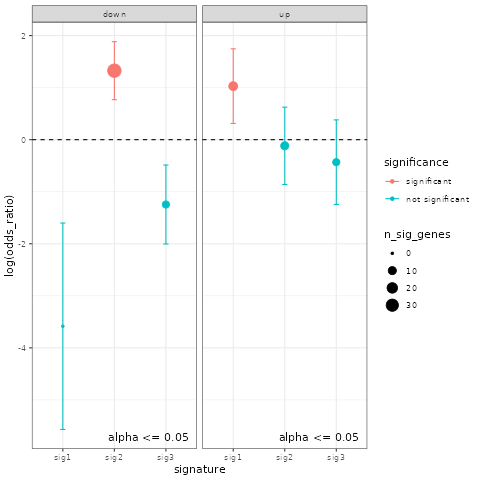 down
up
2
0
-2
-4
log(odds_ratio)
alpha <= 0.05
alpha <= 0.05
sig1
sig2
sig3
sig1
sig2
sig3
signature
significance
significant
not significant
n_sig_genes
0
10
20
30